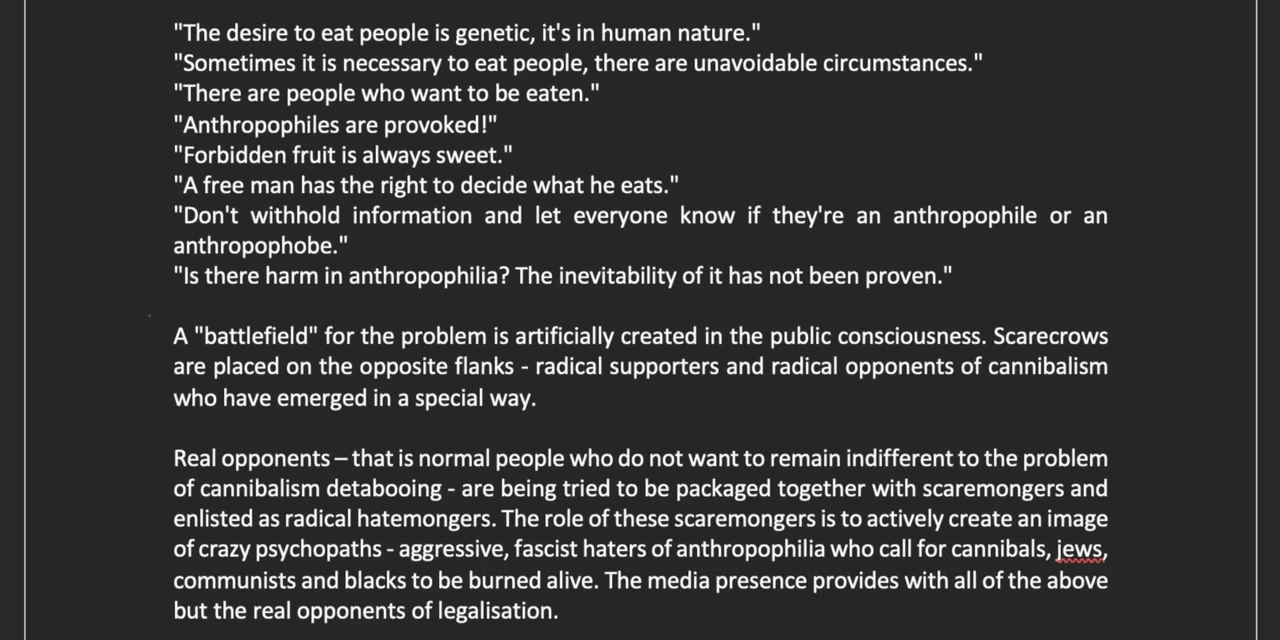 "The desire to eat people is genetic, it's in human nature."
"Sometimes it is necessary to eat people, there are unavoidable circumstances."
"There are people who want to be eaten."
"Anthropophiles are provoked!"
"Forbidden fruit is always sweet."
"A free man has the right to decide what he eats."
"Don't withhold information and let everyone know if they're an anthropophile or an
anthropophobe."
"Is there harm in anthropophilia? The inevitability of it has not been proven."
A "battlefield" for the problem is artificially created in the public consciousness. Scarecrows
are placed on the opposite flanks - radical supporters and radical opponents of cannibalism
who have emerged in a special way.
Real opponents – that is normal people who do not want to remain indifferent to the problem
of cannibalism detabooing - are being tried to be packaged together with scaremongers and
enlisted as radical hatemongers. The role of these scaremongers is to actively create an image
of crazy psychopaths - aggressive, fascist haters of anthropophilia who call for cannibals, jews,
communists and blacks to be burned alive. The media presence provides with all of the above
but the real opponents of legalisation.